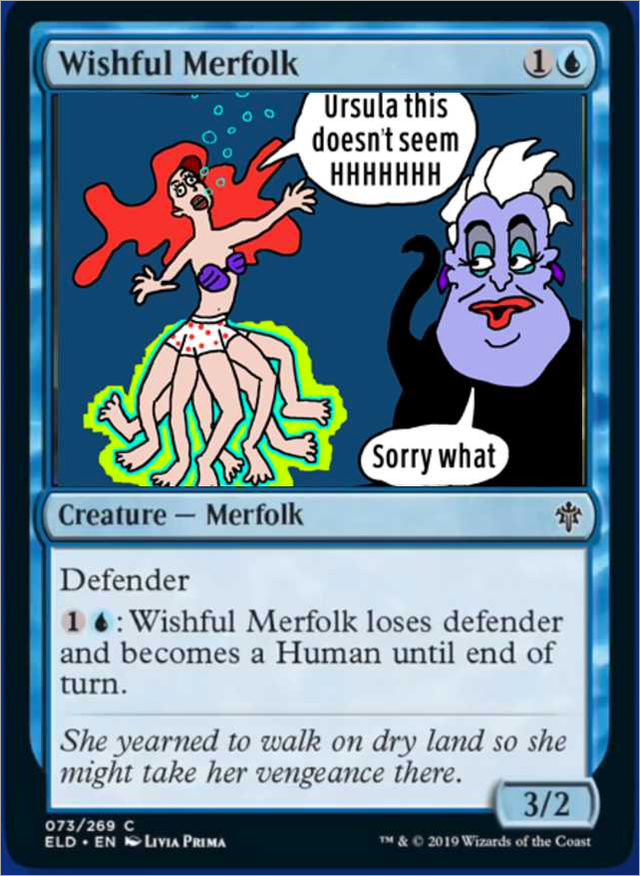 Wishful Merfolk 1
Ursula this
doesn't seem
HHHHHHH
Sorry what
Creature — Merfolk
Defender
1 : Wishful Merfolk loses defender
and becomes a Human until end of
turn.
She yearned to walk on dry land so she
might take her vengeance there.
3/2
073/269 C
ELD • EN LIVIA PRIMA
™ & © 2019 Wizards of the Coast